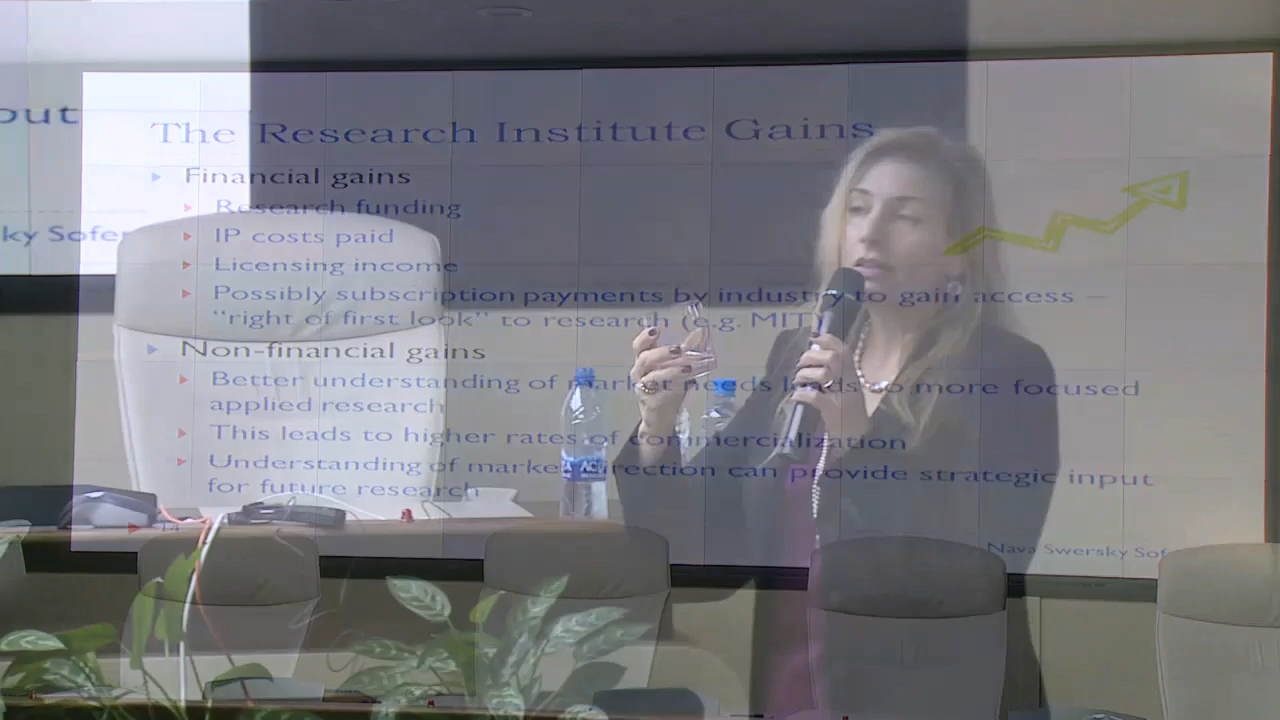 The Research Institute Gains
Financial gains
Research funding
IP costs paid
Licensing income
Possibly subscription payments by industry to gain access –
“right of first look” to research (e.g. MIT)
Non-financial gains
Better understanding of market needs leads to more focused
applied research
This leads to higher rates of commercialization
Understanding of market direction can provide strategic input
for future research
14
Nava Swersky Sof
out
ky Sofer